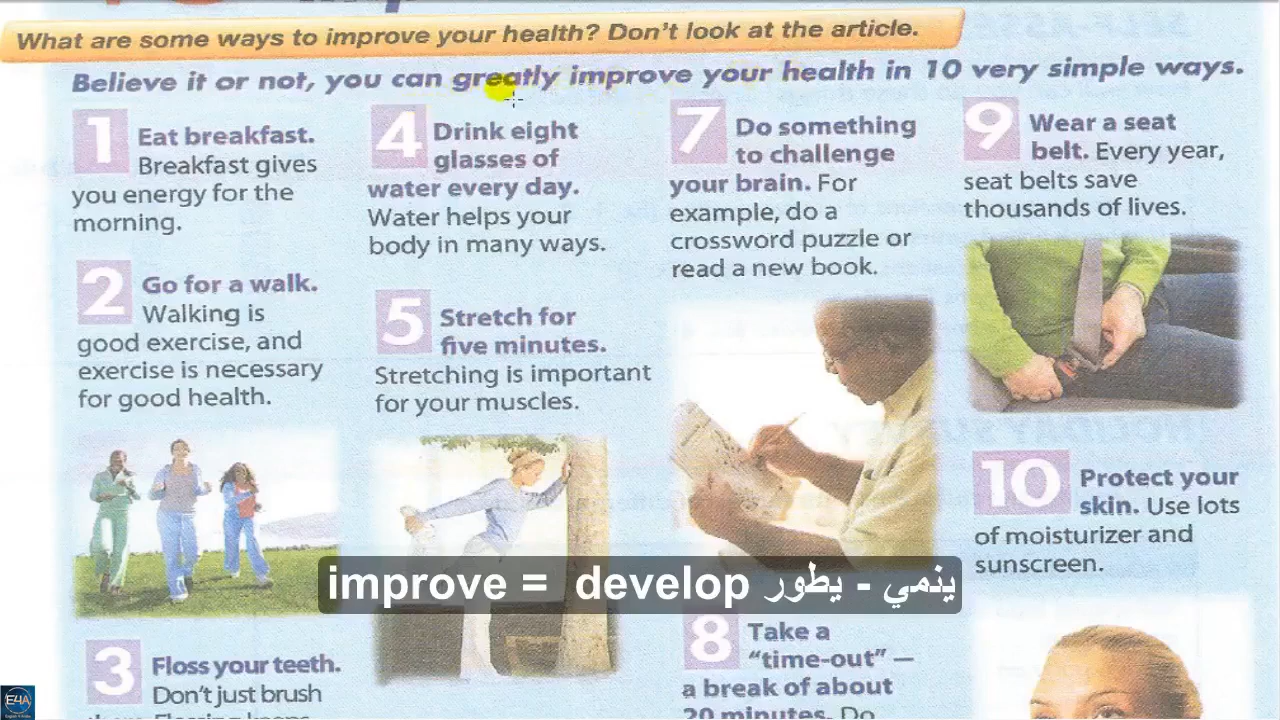 What are some ways to improve your health? Don't look at the article.
Believe it or not, you can greatly improve your health in 10 very simple ways.
1 Eat breakfast.
Breakfast gives
you energy for the
morning.
2 Go for a walk.
Walking is
good exercise, and
exercise is necessary
for good health.
3 Floss your teeth.
Don't just brush
4 Drink eight
glasses of
water every day.
Water helps your
body in many ways.
5 Stretch for
five minutes.
Stretching is important
for your muscles.
7 Do something
to challenge
your brain. For
example, do a
crossword puzzle or
read a new book.
8 Take a
"time-out" —
a break of about
20 minutes. Do
9 Wear a seat
belt. Every year,
seat belts save
thousands of lives.
10 Protect your
skin. Use lots
of moisturizer and
sunscreen.
improve = develop ينمي - يطور
E4A